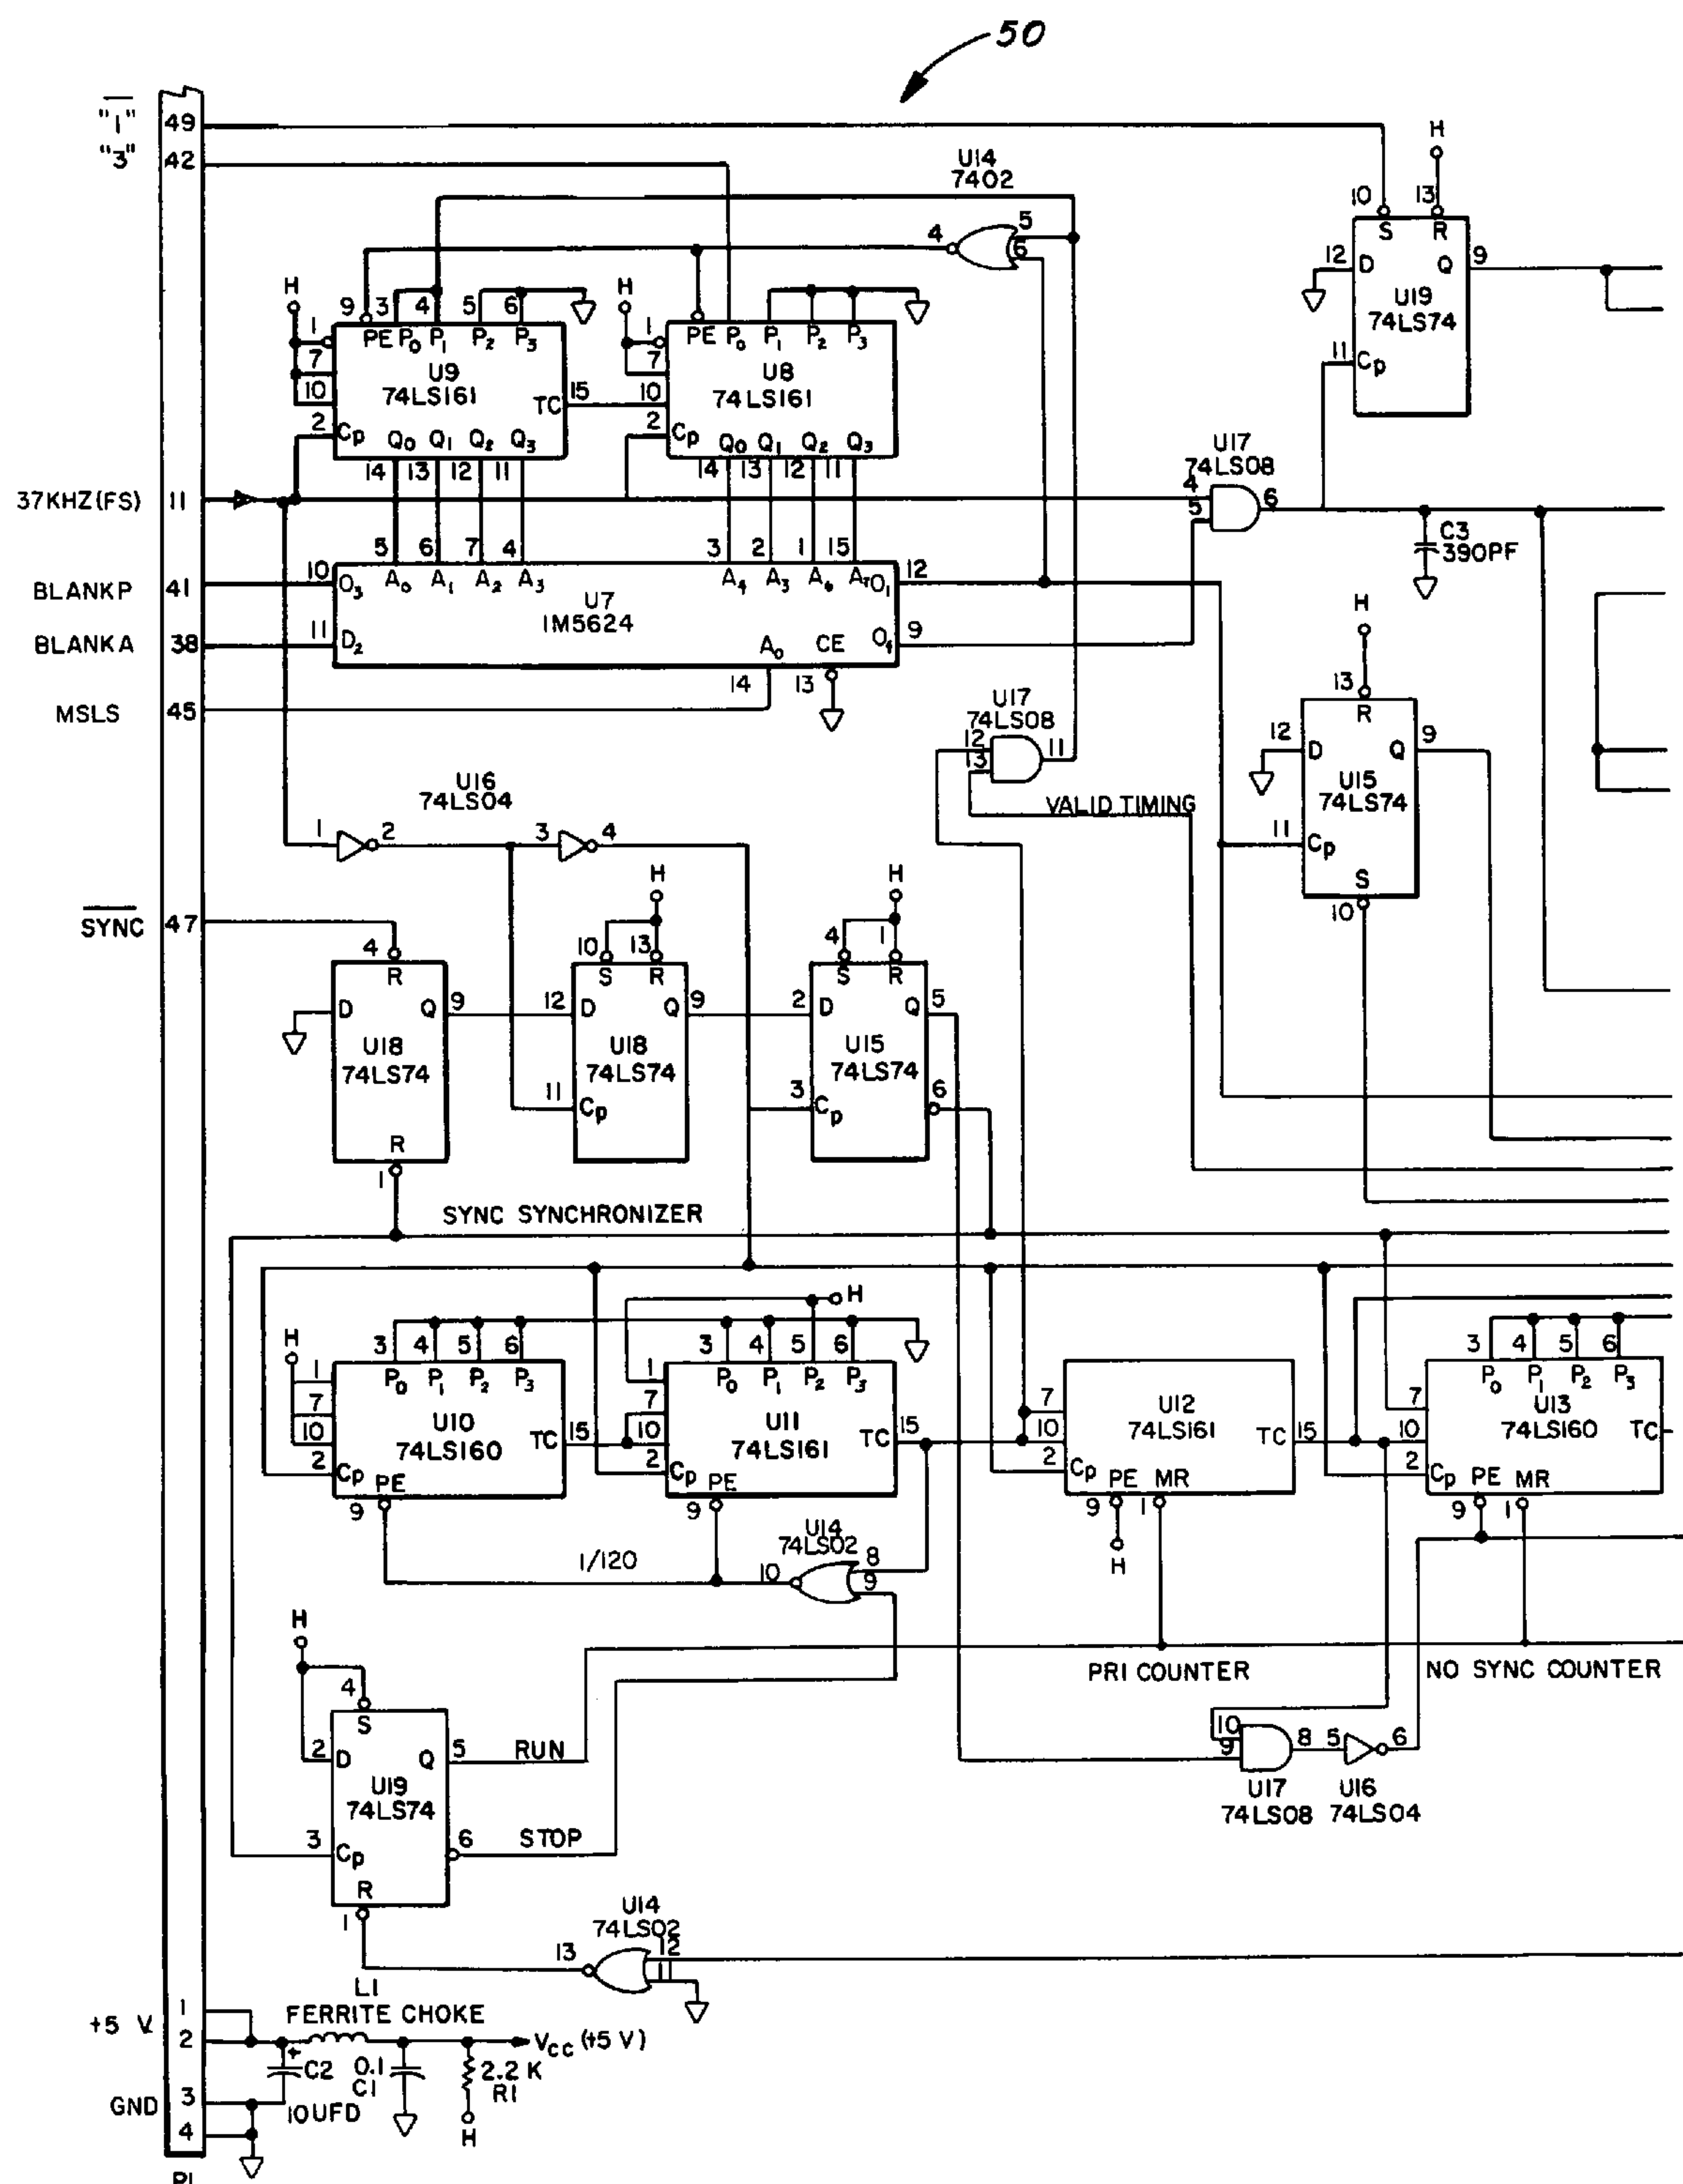 50
"1" 49
"3" 42
H
U14
7402
10 13
S R
4 5
6
12 D Q 9
U19
74LS74
11 Cp
H H
9 3 4 5 6
1 PE P0 P1 P2 P3
7 U9
10 74LS161 TC 15
2 Cp Q0 Q1 Q2 Q3
14 13 12 11
1 PE P0 P1 P2 P3
7 U8
10 74LS161
2 Cp Q0 Q1 Q2 Q3
14 13 12 11
U17
74LS08
4 6
5
37KHZ(FS) 11
C3
390PF
5 6 7 4 3 2 1 15
BLANKP 41 10 O3 A0 A1 A2 A3 A4 A3 A6 A7 O1 12
U7
IM5624
BLANKA 38 11 D2 A0 CE O4 9
14 13
MSLS 45
H
13
R
12 D Q 9
U15
74LS74
11 Cp
S
10
U17
74LS08
12 11
13
VALID TIMING
U16
74LS04
1 2 3 4
H H
SYNC 47
4 10 13 4 1
R S R S R
D Q 9 12 D Q 9 2 D Q 5
U18 U18 U15
74LS74 74LS74 74LS74
11 Cp 3 Cp 6
R
1
SYNC SYNCHRONIZER
H H
3 4 5 6 3 4 5 6 3 4 5 6
1 P0 P1 P2 P3 1 P0 P1 P2 P3 P0 P1 P2 P3
7 U10 7 U11 7 U12 7 U13
10 74LS160 TC 15 10 74LS161 TC 15 10 74LS161 TC 15 10 74LS160 TC
2 Cp PE 2 Cp PE 2 Cp PE MR 2 Cp PE MR
9 9 9 1 9 1
H
U14
74LS02
1/120 10 8
9
H
PRI COUNTER NO SYNC COUNTER
4
S
2 D Q 5 RUN
U19
74LS74
3 Cp 6 STOP
R
1
10 8 5 6
9
U17 U16
74LS08 74LS04
U14
74LS02
13 12
11
L1
FERRITE CHOKE
+5 V 1
2
Vcc (+5 V)
+ C2 0.1 2.2 K
C1 R1
GND 3 10UFD
4 H
P1